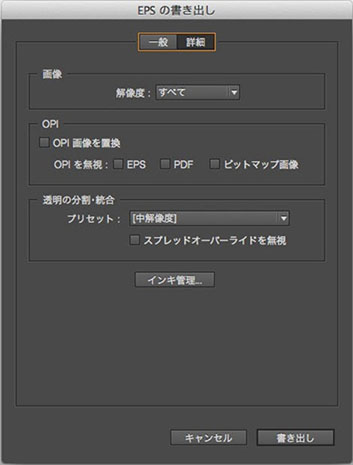 EPS の書き出し
一般 詳細
画像
解像度： すべて
OPI
OPI 画像を置換
OPI を無視： EPS PDF ビットマップ画像
透明の分割・統合
プリセット： [中解像度]
スプレッドオーバーライドを無視
インキ管理...
キャンセル 書き出し